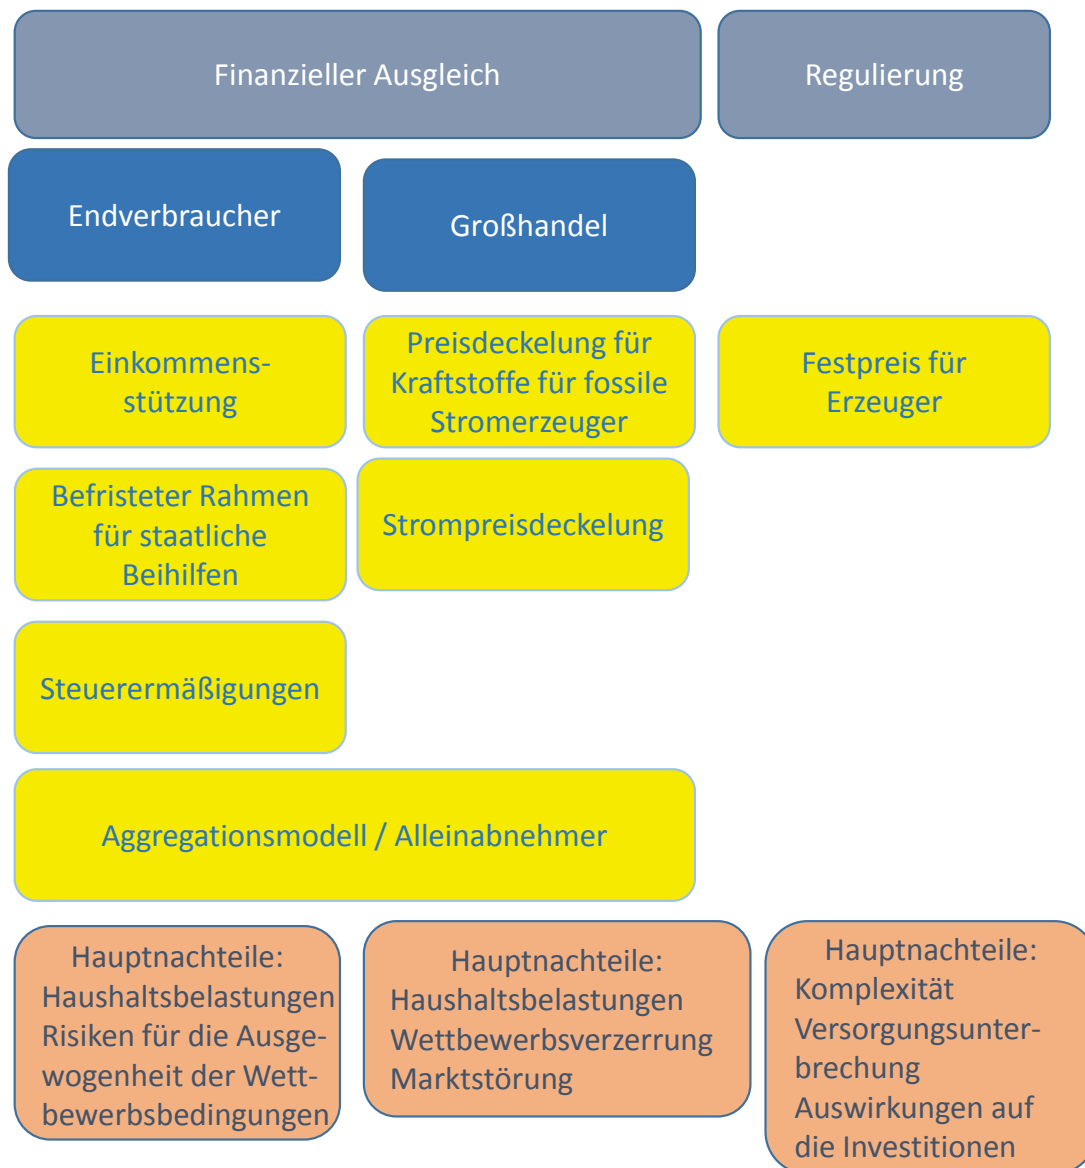 Finanzieller Ausgleich
Regulierung
Endverbraucher
Großhandel
Einkommens-
stützung
Preisdeckelung für
Kraftstoffe für fossile
Stromerzeuger
Festpreis für
Erzeuger
Befristeter Rahmen
für staatliche
Beihilfen
Strompreisdeckelung
Steuerermäßigungen
Aggregationsmodell / Alleinabnehmer
Hauptnachteile:
Haushaltsbelastungen
Risiken für die Ausge-
wogenheit der Wett-
bewerbsbedingungen
Hauptnachteile:
Haushaltsbelastungen
Wettbewerbsverzerrung
Marktstörung
Hauptnachteile:
Komplexität
Versorgungsunter-
brechung
Auswirkungen auf
die Investitionen